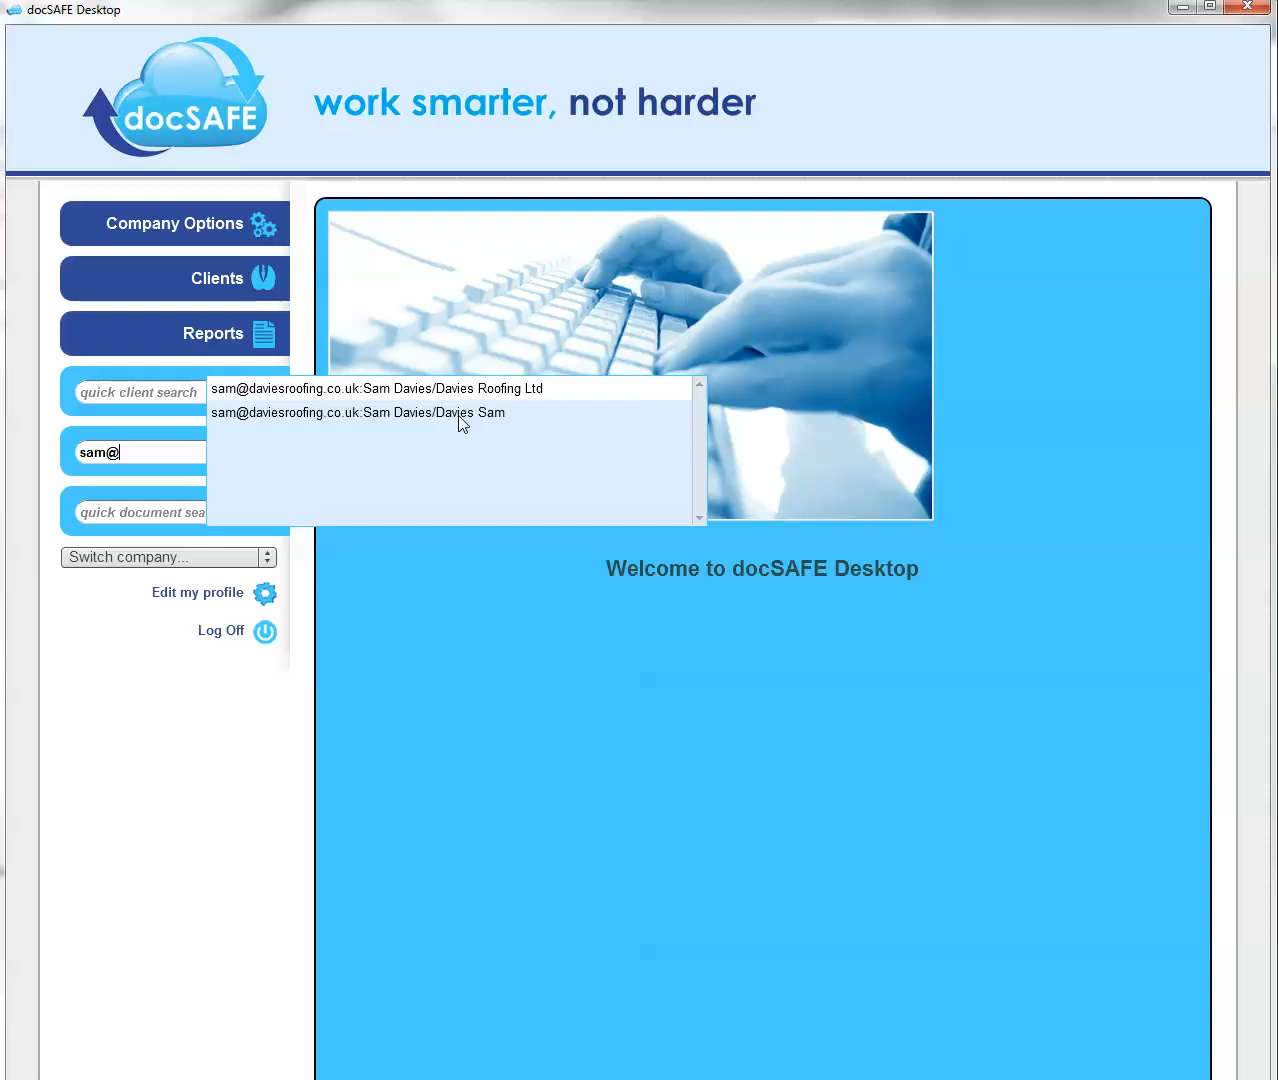 docSAFE Desktop
docSAFE
work smarter, not harder
Company Options
Clients
Reports
quick client search
sam@daviesroofing.co.uk:Sam Davies/Davies Roofing Ltd
sam@daviesroofing.co.uk:Sam Davies/Davies Sam
sam@
quick document sea
Switch company...
Edit my profile
Log Off
Welcome to docSAFE Desktop